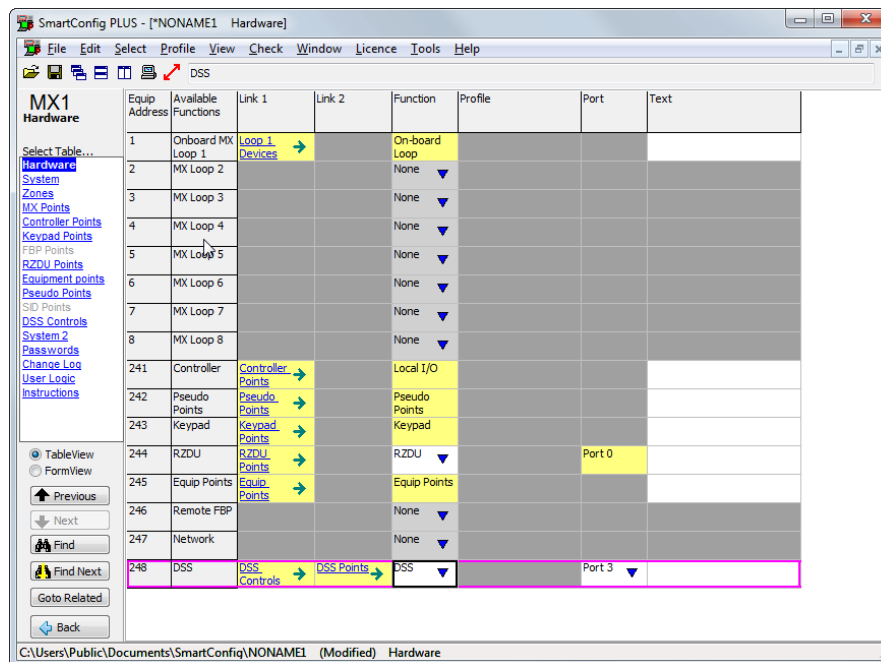 SmartConfig PLUS - [*NONAME1 Hardware]
File Edit Select Profile View Check Window Licence Tools Help
DSS
MX1
Hardware
Select Table...
Hardware
System
Zones
MX Points
Controller Points
Keypad Points
FBP Points
RZDU Points
Equipment points
Pseudo Points
SID Points
DSS Controls
System 2
Passwords
Change Log
User Logic
Instructions
TableView
FormView
Previous
Next
Find
Find Next
Goto Related
Back
Equip Address Available Functions Link 1 Link 2 Function Profile Port Text
1 Onboard MX Loop 1 Loop 1 Devices On-board Loop
2 MX Loop 2 None
3 MX Loop 3 None
4 MX Loop 4 None
5 MX Loop 5 None
6 MX Loop 6 None
7 MX Loop 7 None
8 MX Loop 8 None
241 Controller Controller Points Local I/O
242 Pseudo Points Pseudo Points Pseudo Points
243 Keypad Keypad Points Keypad
244 RZDU RZDU Points RZDU Port 0
245 Equip Points Equip Points Equip Points
246 Remote FBP None
247 Network None
248 DSS DSS Controls DSS Points DSS Port 3
C:\Users\Public\Documents\SmartConfig\NONAME1 (Modified) Hardware